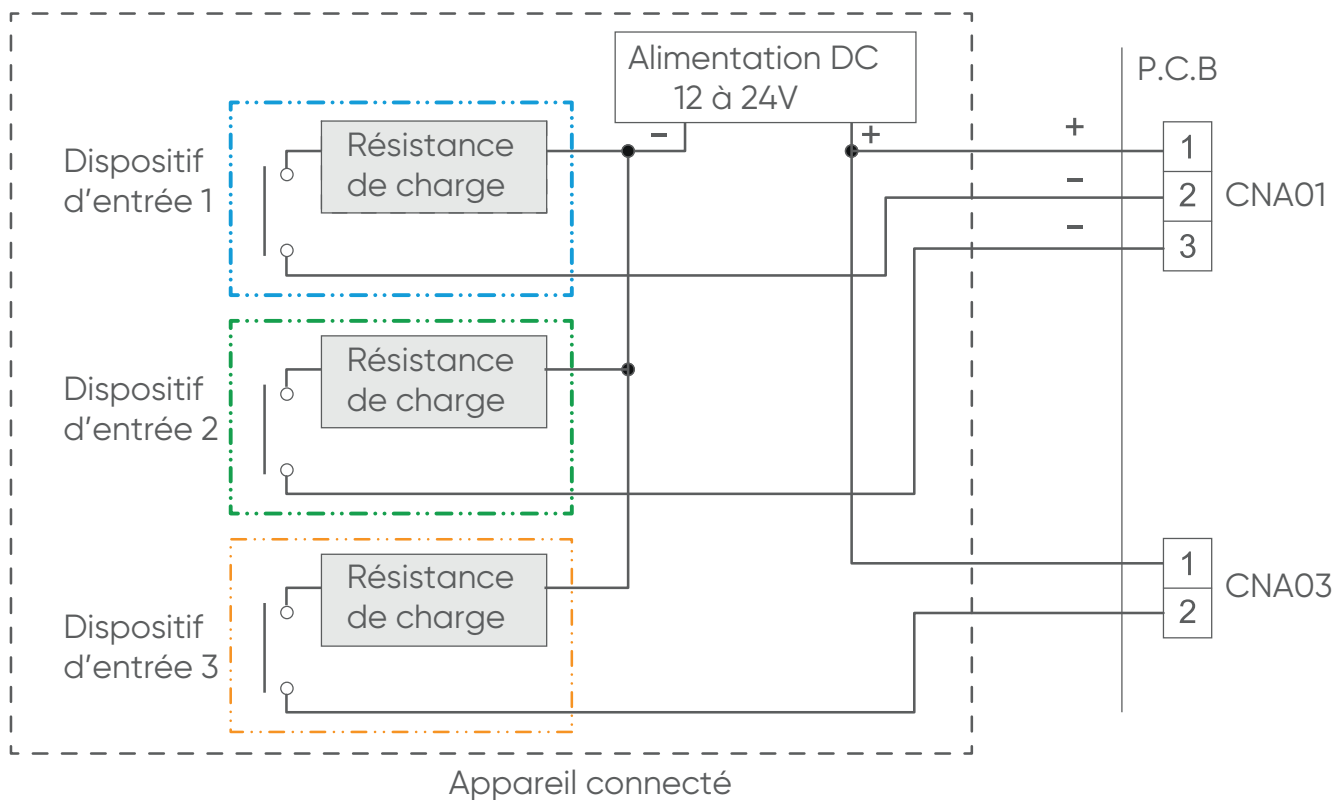 Alimentation DC
12 à 24V
P.C.B
Dispositif
d'entrée 1
Résistance
de charge
–
+
+
–
–
1
2
3
CNA01
Dispositif
d'entrée 2
Résistance
de charge
Dispositif
d'entrée 3
Résistance
de charge
1
2
CNA03
Appareil connecté